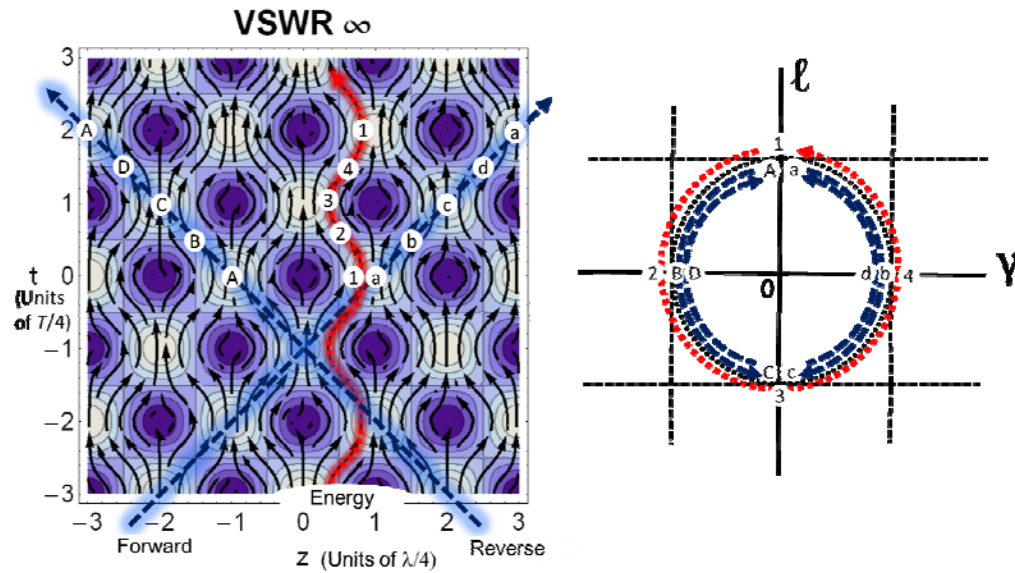 VSWR ∞
3
2
1
0
−1
−2
−3
t
(Units
of T/4)
A
a
1
D
4
d
C
3
c
B
2
b
A
1
a
Energy
−3
−2
−1
0
1
2
3
Forward
z (Units of λ/4)
Reverse
ℓ
γ
0
1
A
a
2
B
D
d
b
4
C
c
3